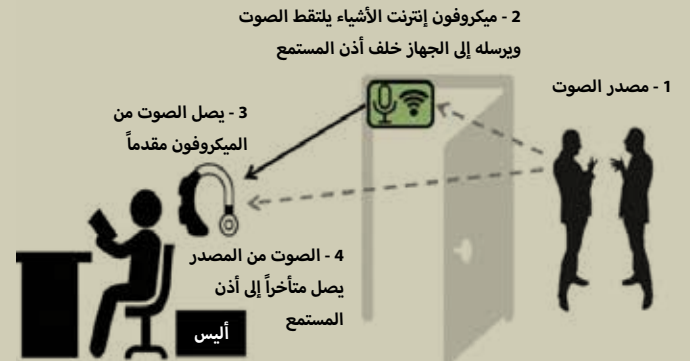 1 - مصدر الصوت
2 - ميكروفون إنترنت الأشياء يلتقط الصوت
ويرسله إلى الجهاز خلف أذن المستمع
3 - يصل الصوت من
الميكروفون مقدماً
4 - الصوت من المصدر
يصل متأخراً إلى أذن
المستمع
أليس